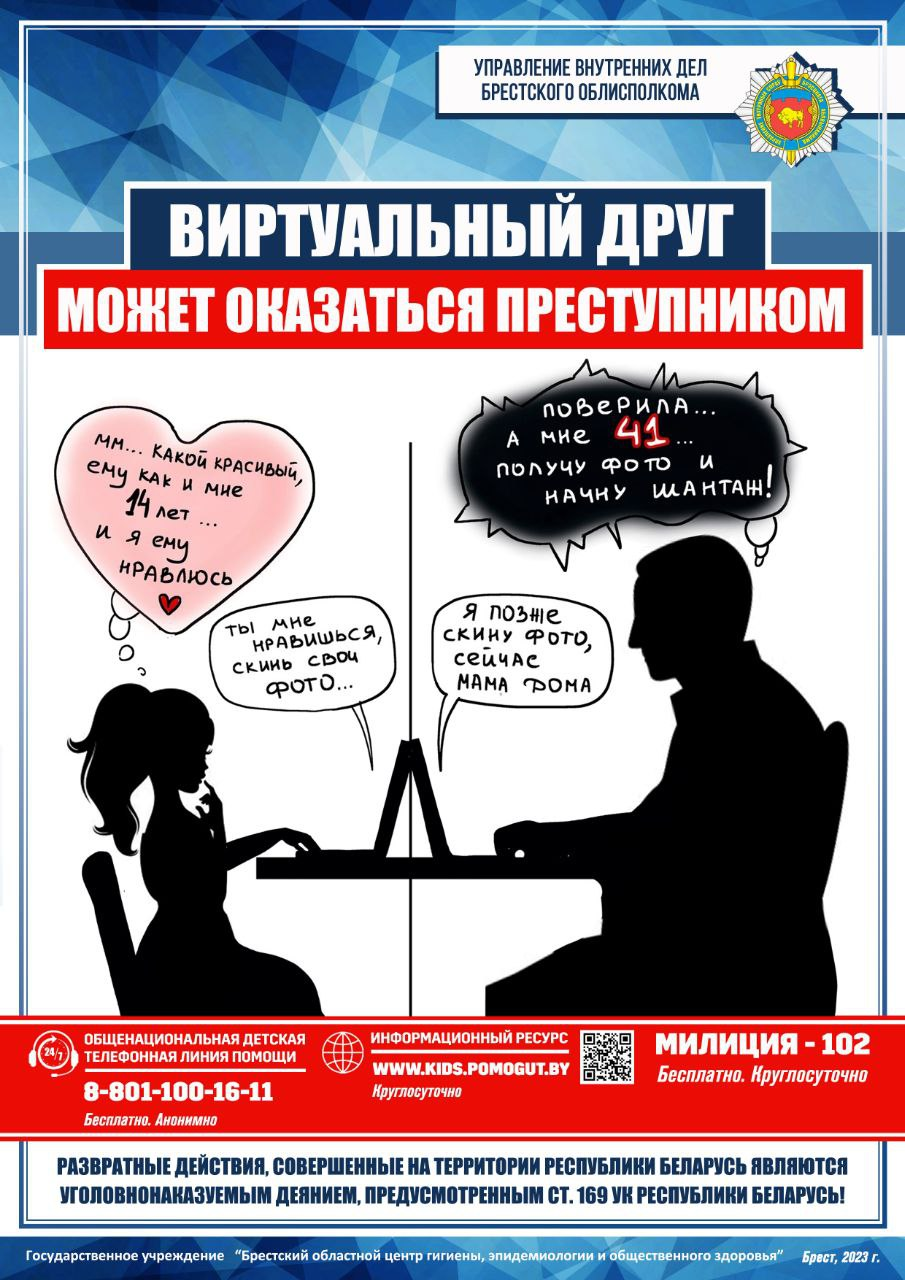 УПРАВЛЕНИЕ ВНУТРЕННИХ ДЕЛ
БРЕСТСКОГО ОБЛИСПОЛКОМА
ВИРТУАЛЬНЫЙ ДРУГ
МОЖЕТ ОКАЗАТЬСЯ ПРЕСТУПНИКОМ
мм... какой красивый,
ему как и мне
14 лет ...
и я ему
нравлюсь
поверила...
а мне 41...
получу фото и
начну шантаж!
ты мне
нравишься,
скинь свои
фото...
Я позже
скину фото,
сейчас
мама дома
24/7
ОБЩЕНАЦИОНАЛЬНАЯ ДЕТСКАЯ
ТЕЛЕФОННАЯ ЛИНИЯ ПОМОЩИ
8-801-100-16-11
Бесплатно. Анонимно
ИНФОРМАЦИОННЫЙ РЕСУРС
WWW.KIDS.POMOGUT.BY
Круглосуточно
МИЛИЦИЯ - 102
Бесплатно. Круглосуточно
РАЗВРАТНЫЕ ДЕЙСТВИЯ, СОВЕРШЕННЫЕ НА ТЕРРИТОРИИ РЕСПУБЛИКИ БЕЛАРУСЬ ЯВЛЯЮТСЯ
УГОЛОВНОНАКАЗУЕМЫМ ДЕЯНИЕМ, ПРЕДУСМОТРЕННЫМ СТ. 169 УК РЕСПУБЛИКИ БЕЛАРУСЬ!
Государственное учреждение "Брестский областной центр гигиены, эпидемиологии и общественного здоровья" Брест, 2023 г.